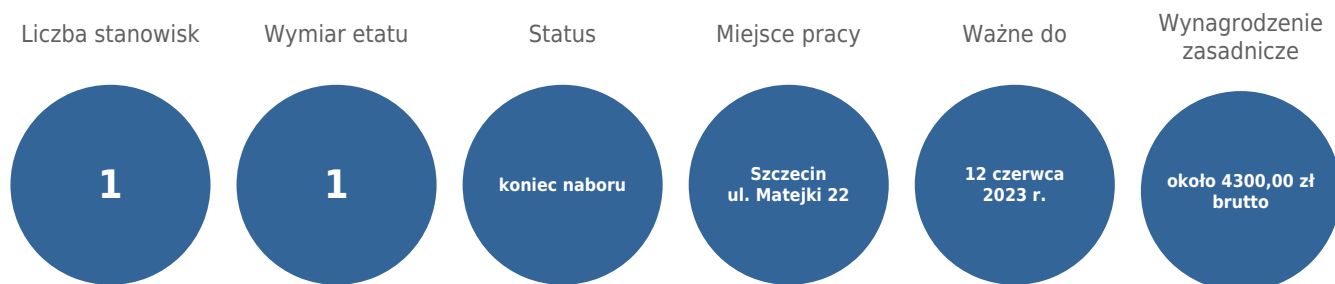 Liczba stanowisk
1
Wymiar etatu
1
Status
koniec naboru
Miejsce pracy
Szczecin
ul. Matejki 22
Ważne do
12 czerwca
2023 r.
Wynagrodzenie
zasadnicze
około 4300,00 zł
brutto